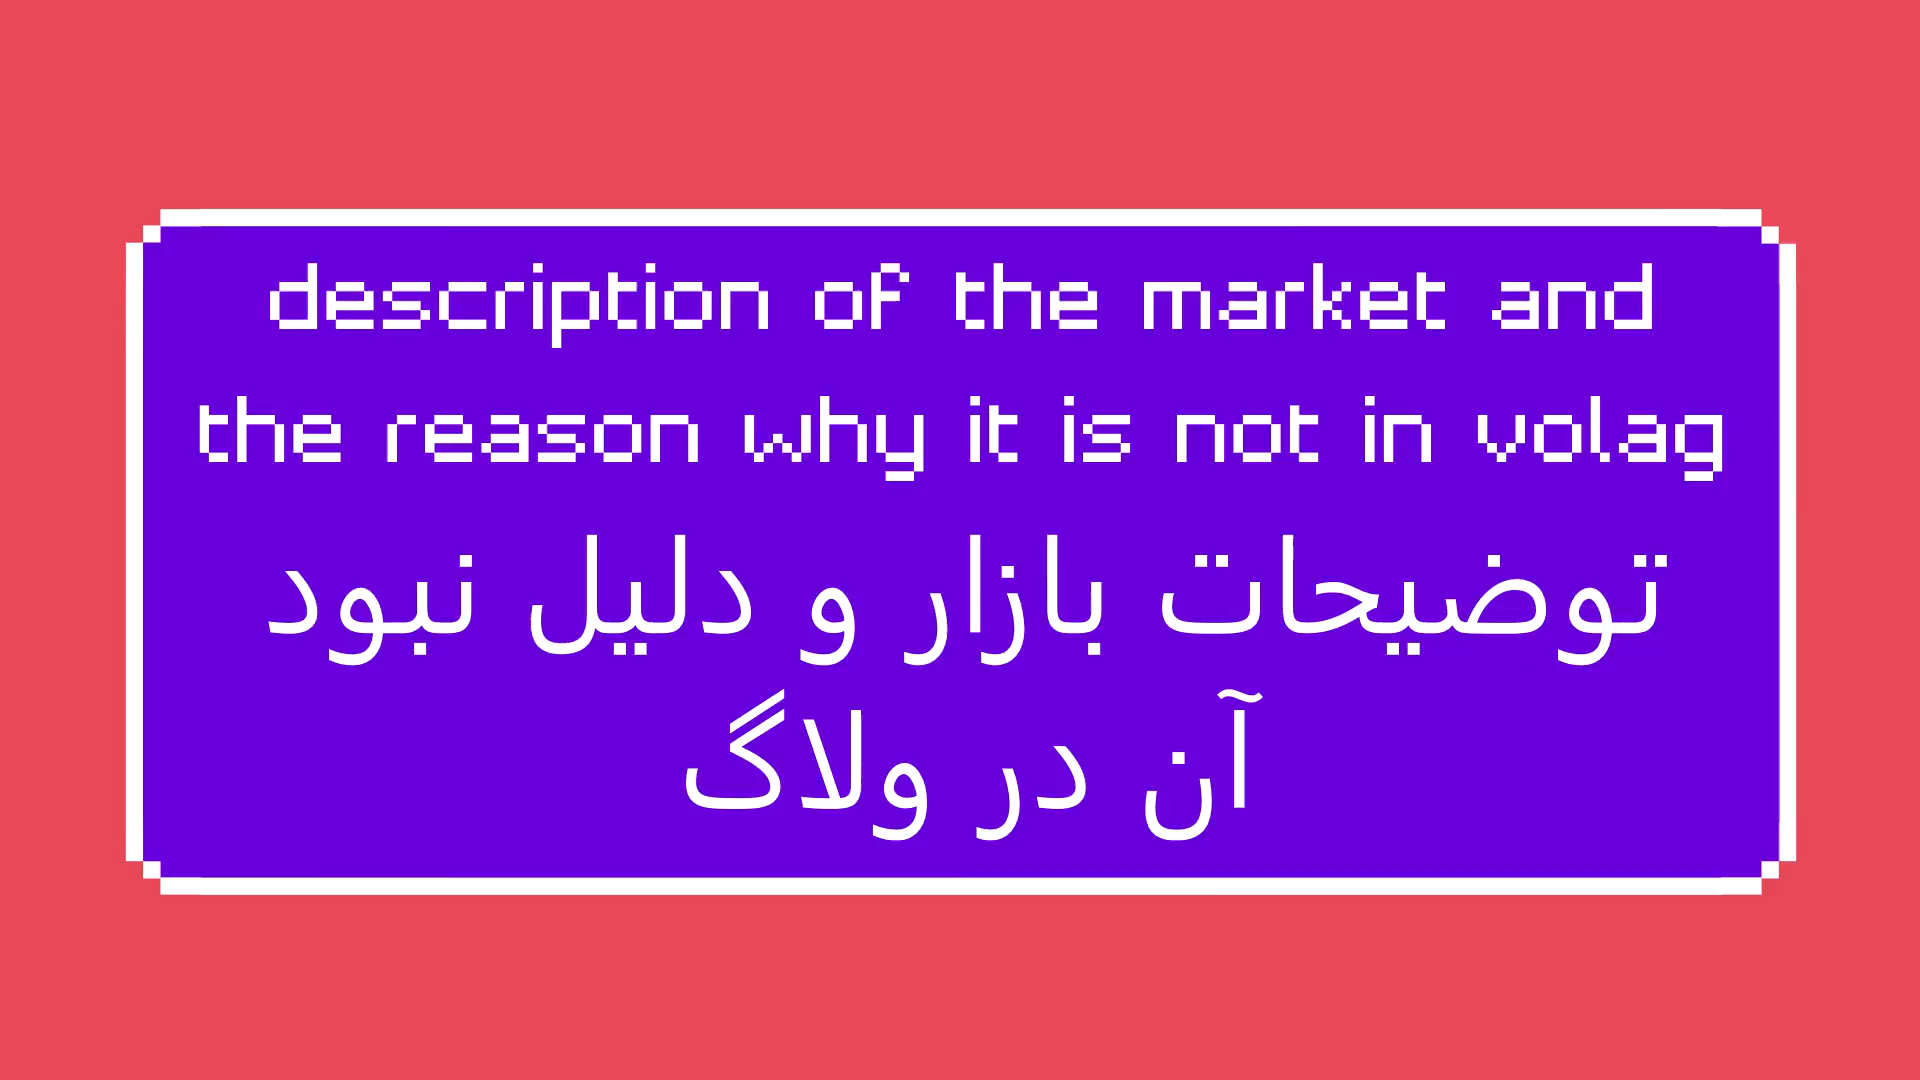 description of the market and
the reason why it is not in volag
توضیحات بازار و دلیل نبود
آن در ولاگ